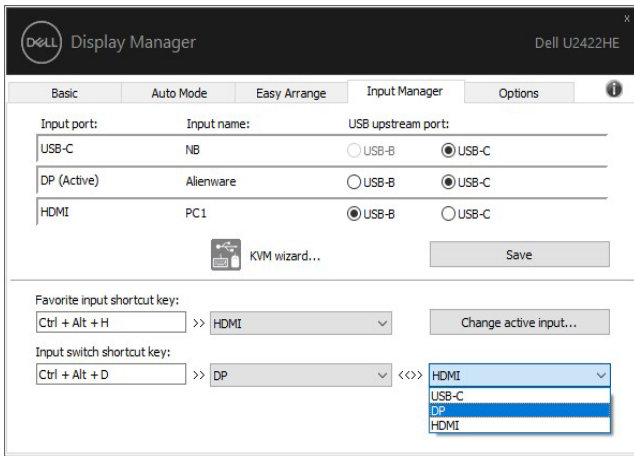 x
DELL Display Manager Dell U2422HE
Basic Auto Mode Easy Arrange Input Manager Options i
Input port: Input name: USB upstream port:
USB-C NB USB-B USB-C
DP (Active) Alienware USB-B USB-C
HDMI PC1 USB-B USB-C
KVM wizard... Save
Favorite input shortcut key:
Ctrl + Alt + H >> HDMI Change active input...
Input switch shortcut key:
Ctrl + Alt + D >> DP <<>> HDMI
USB-C
DP
HDMI